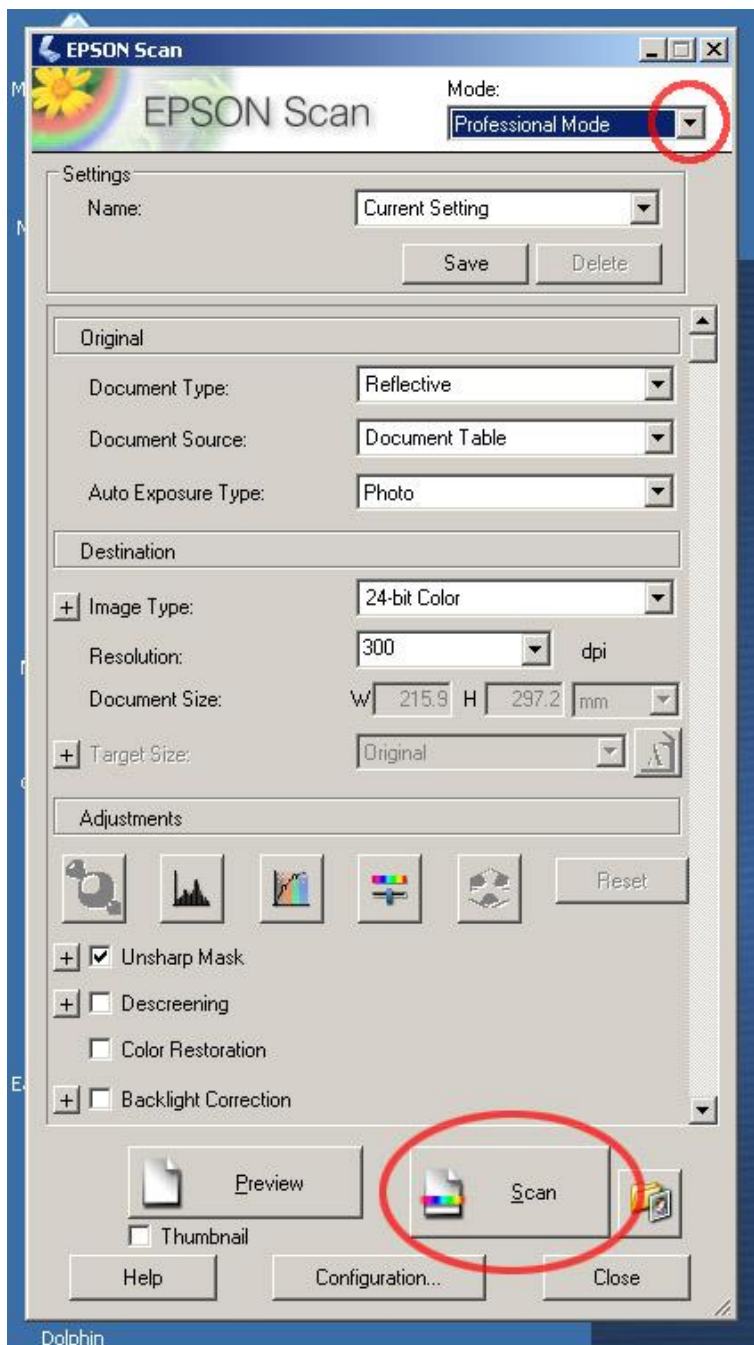 EPSON Scan
EPSON Scan
Mode:
Professional Mode
Settings
Name:
Current Setting
Save
Delete
Original
Document Type:
Reflective
Document Source:
Document Table
Auto Exposure Type:
Photo
Destination
Image Type:
24-bit Color
Resolution:
300
dpi
Document Size:
W 215.9 H 297.2 mm
Target Size:
Original
Adjustments
Reset
Unsharp Mask
Descreening
Color Restoration
Backlight Correction
Preview
Scan
Thumbnail
Help
Configuration...
Close
Dolphin